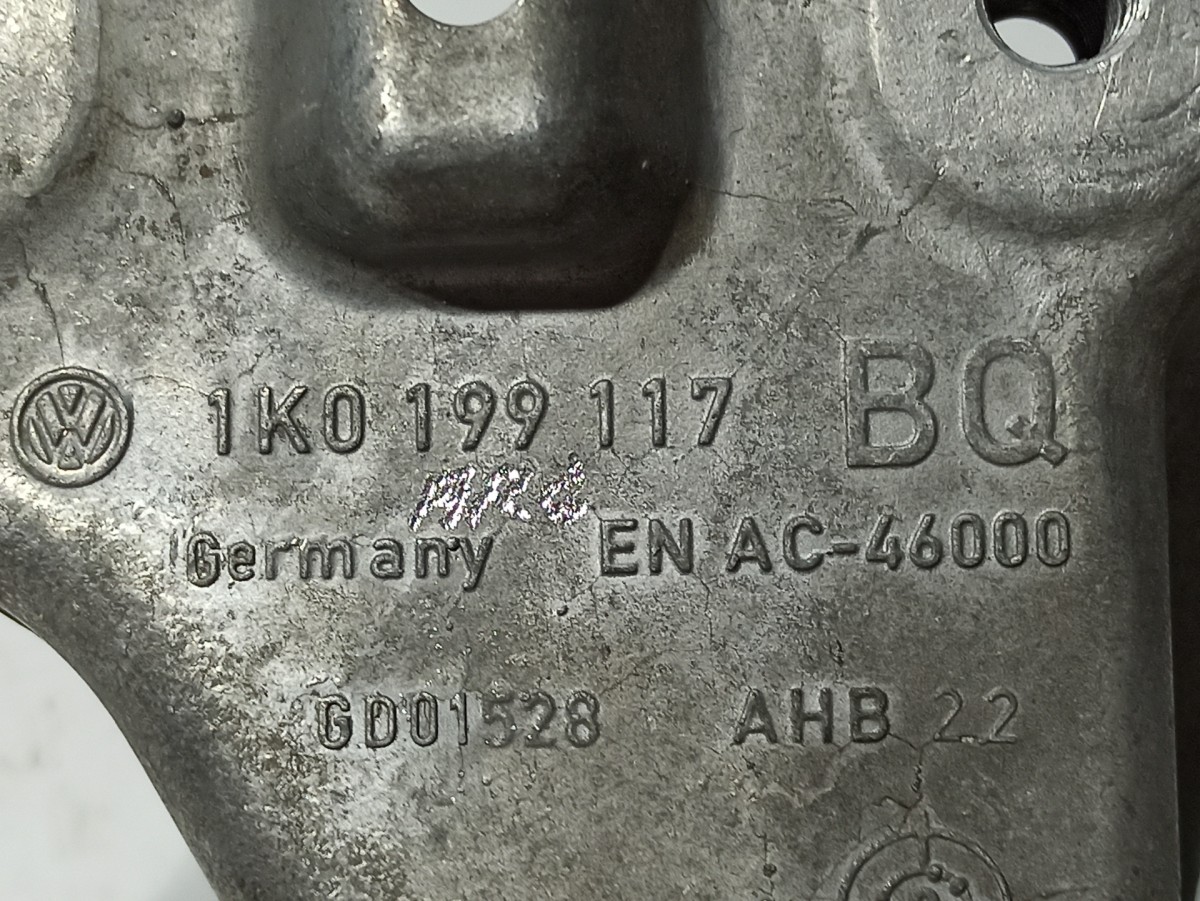 1K0 199 117 BQ
Germany EN AC-46000
GD01528 AHB 22